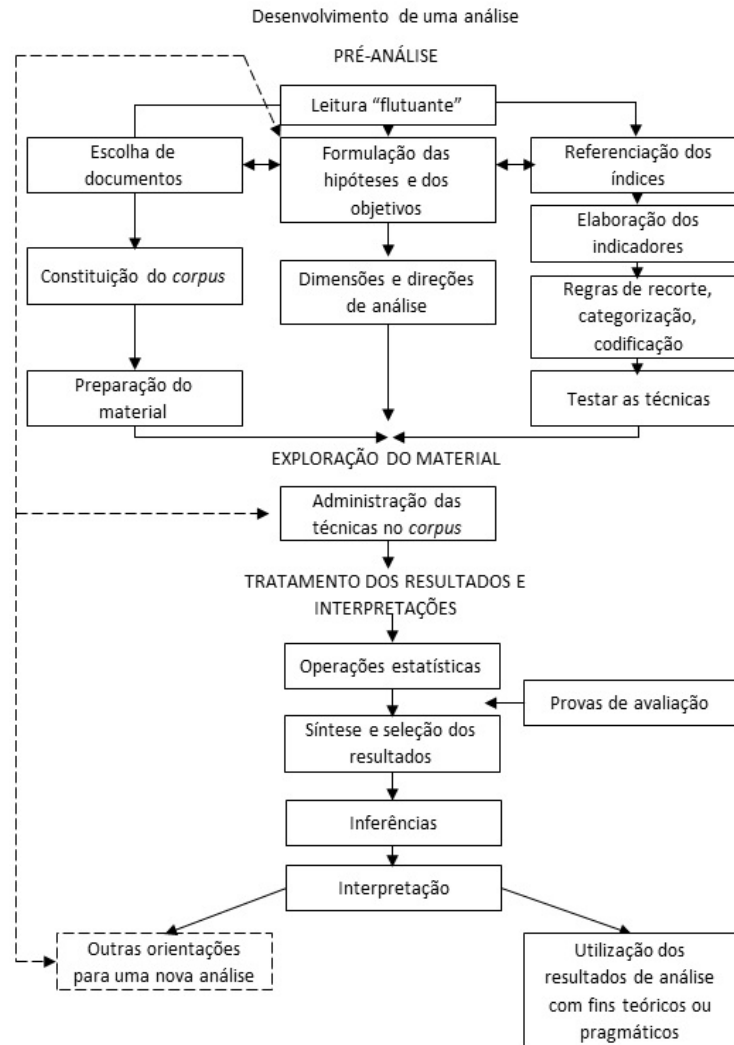 Desenvolvimento de uma análise
PRÉ-ANÁLISE
Leitura “flutuante”
Escolha de
documentos
Formulação das
hipóteses e dos
objetivos
Referenciação dos
índices
Elaboração dos
indicadores
Constituição do corpus
Dimensões e direções
de análise
Regras de recorte,
categorização,
codificação
Preparação do
material
Testar as técnicas
EXPLORAÇÃO DO MATERIAL
Administração das
técnicas no corpus
TRATAMENTO DOS RESULTADOS E
INTERPRETAÇÕES
Operações estatísticas
Provas de avaliação
Síntese e seleção dos
resultados
Inferências
Interpretação
Outras orientações
para uma nova análise
Utilização dos
resultados de análise
com fins teóricos ou
pragmáticos